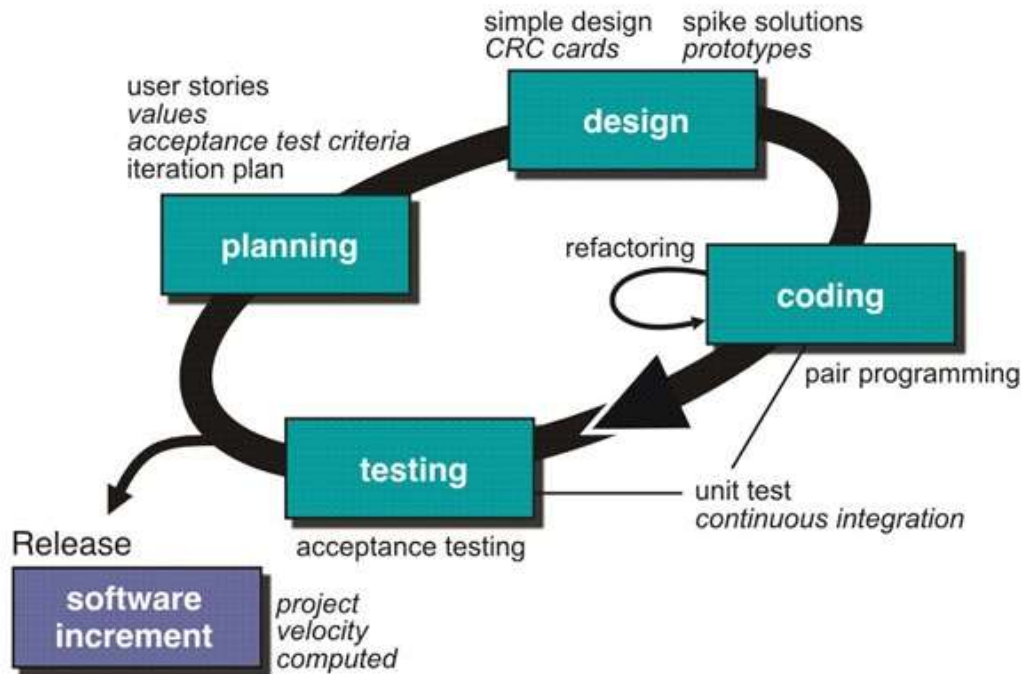 simple design
CRC cards
spike solutions
prototypes
user stories
values
acceptance test criteria
iteration plan
design
planning
refactoring
coding
pair programming
testing
unit test
continuous integration
acceptance testing
Release
software
increment
project
velocity
computed